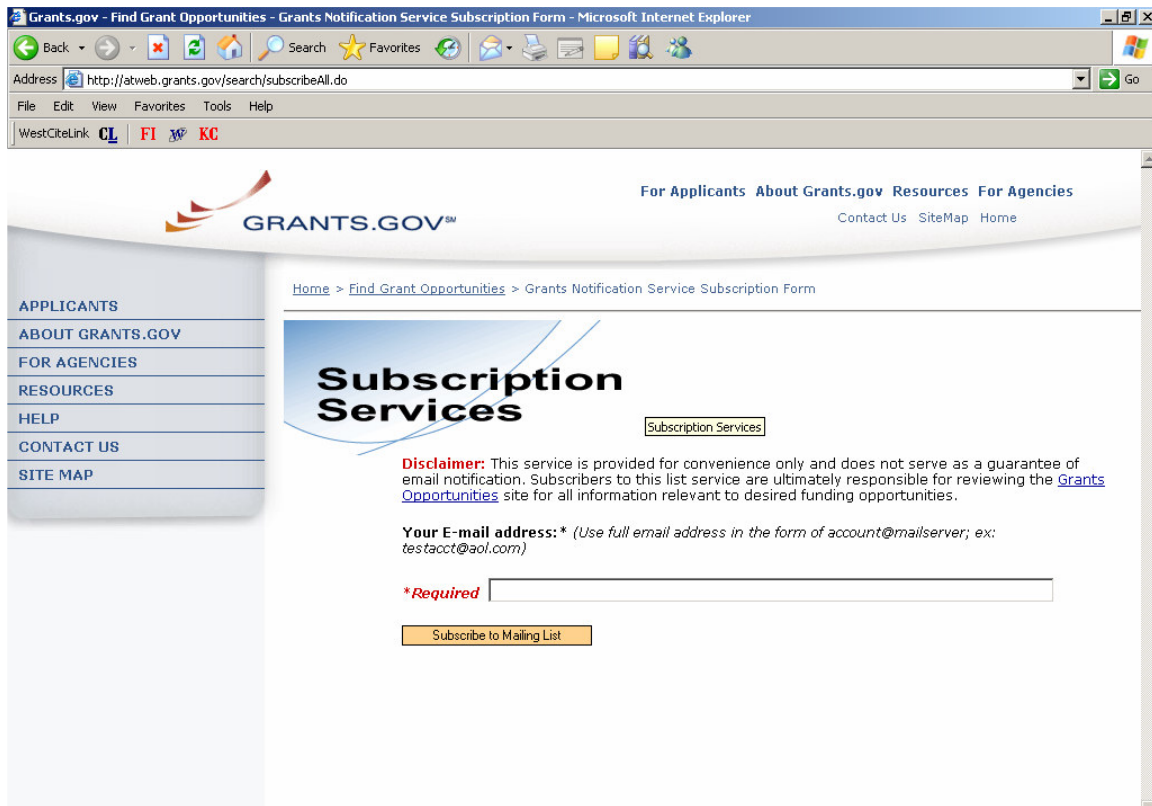 Grants.gov - Find Grant Opportunities - Grants Notification Service Subscription Form - Microsoft Internet Explorer
Back Search Favorites
Address http://atweb.grants.gov/search/subscribeAll.do Go
File Edit View Favorites Tools Help
WestCiteLink CL FI W KC
For Applicants About Grants.gov Resources For Agencies
Contact Us SiteMap Home
GRANTS.GOV℠
Home > Find Grant Opportunities > Grants Notification Service Subscription Form
APPLICANTS
ABOUT GRANTS.GOV
FOR AGENCIES
RESOURCES
HELP
CONTACT US
SITE MAP
Subscription
Services
Subscription Services
Disclaimer: This service is provided for convenience only and does not serve as a guarantee of
email notification. Subscribers to this list service are ultimately responsible for reviewing the Grants
Opportunities site for all information relevant to desired funding opportunities.
Your E-mail address:* (Use full email address in the form of account@mailserver; ex:
testacct@aol.com)
*Required
Subscribe to Mailing List